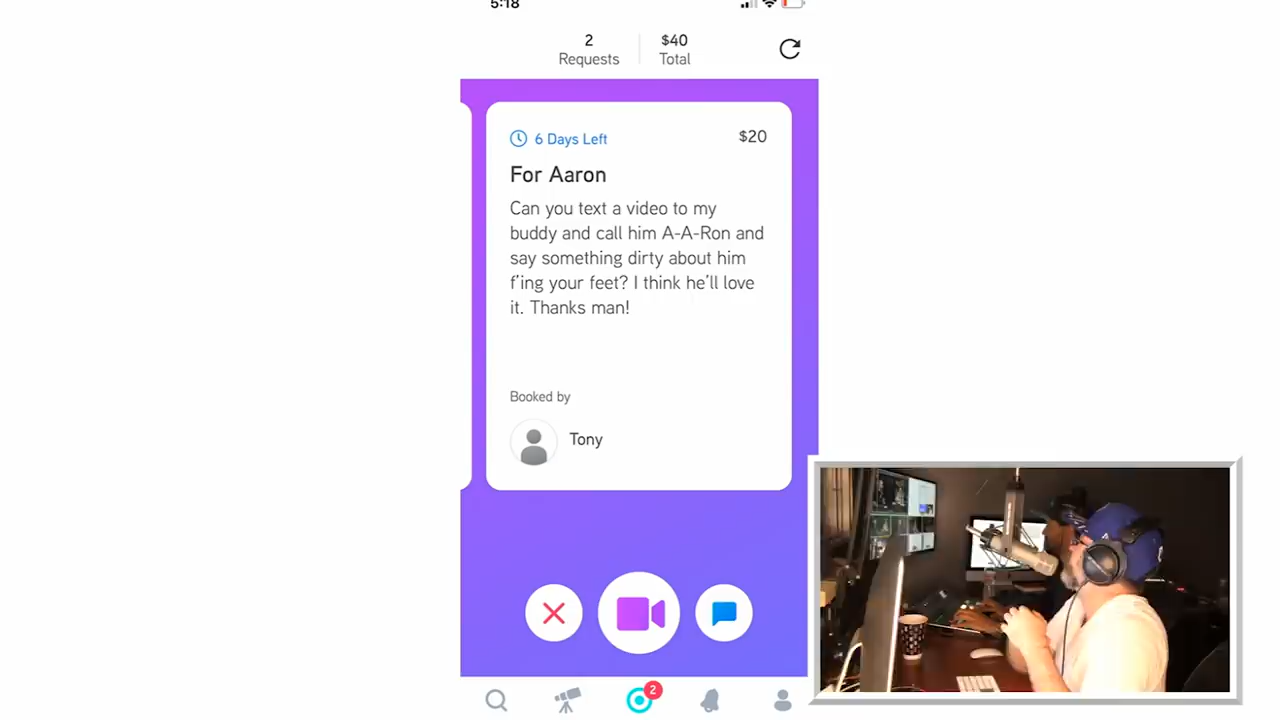 5:18
2
Requests
$40
Total
6 Days Left
$20
For Aaron
Can you text a video to my
buddy and call him A-A-Ron and
say something dirty about him
f'ing your feet? I think he'll love
it. Thanks man!
Booked by
Tony
2